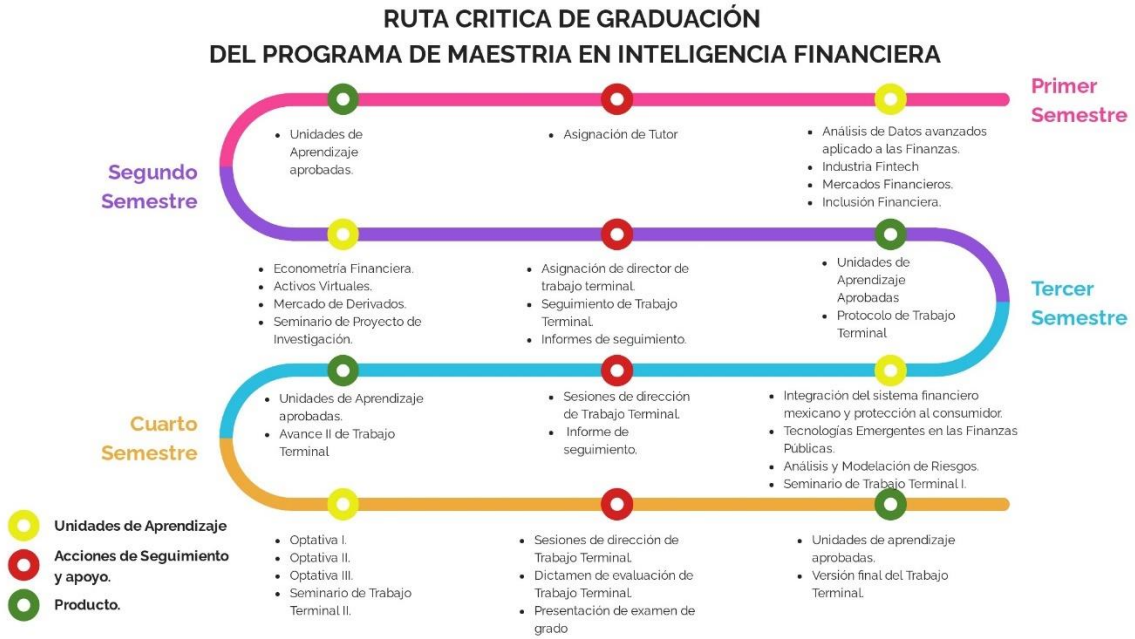 RUTA CRITICA DE GRADUACIÓN
DEL PROGRAMA DE MAESTRIA EN INTELIGENCIA FINANCIERA
Primer
Semestre
• Unidades de
Aprendizaje
aprobadas.
• Asignación de Tutor
• Análisis de Datos avanzados
aplicado a las Finanzas.
• Industria Fintech
• Mercados Financieros.
• Inclusión Financiera.
Segundo
Semestre
• Econometría Financiera.
• Activos Virtuales.
• Mercado de Derivados.
• Seminario de Proyecto de
Investigación.
• Asignación de director de
trabajo terminal.
• Seguimiento de Trabajo
Terminal.
• Informes de seguimiento.
• Unidades de
Aprendizaje
Aprobadas
• Protocolo de Trabajo
Terminal
Tercer
Semestre
• Unidades de Aprendizaje
aprobadas.
• Avance II de Trabajo
Terminal
• Sesiones de dirección
de Trabajo Terminal.
• Informe de
seguimiento.
• Integración del sistema financiero
mexicano y protección al consumidor.
• Tecnologías Emergentes en las Finanzas
Públicas.
• Análisis y Modelación de Riesgos.
• Seminario de Trabajo Terminal I.
Cuarto
Semestre
• Optativa I.
• Optativa II.
• Optativa III.
• Seminario de Trabajo
Terminal II.
• Sesiones de dirección de
Trabajo Terminal.
• Dictamen de evaluación de
Trabajo Terminal.
• Presentación de examen de
grado
• Unidades de aprendizaje
aprobadas.
• Versión final del Trabajo
Terminal.
Unidades de Aprendizaje
Acciones de Seguimiento
y apoyo.
Producto.